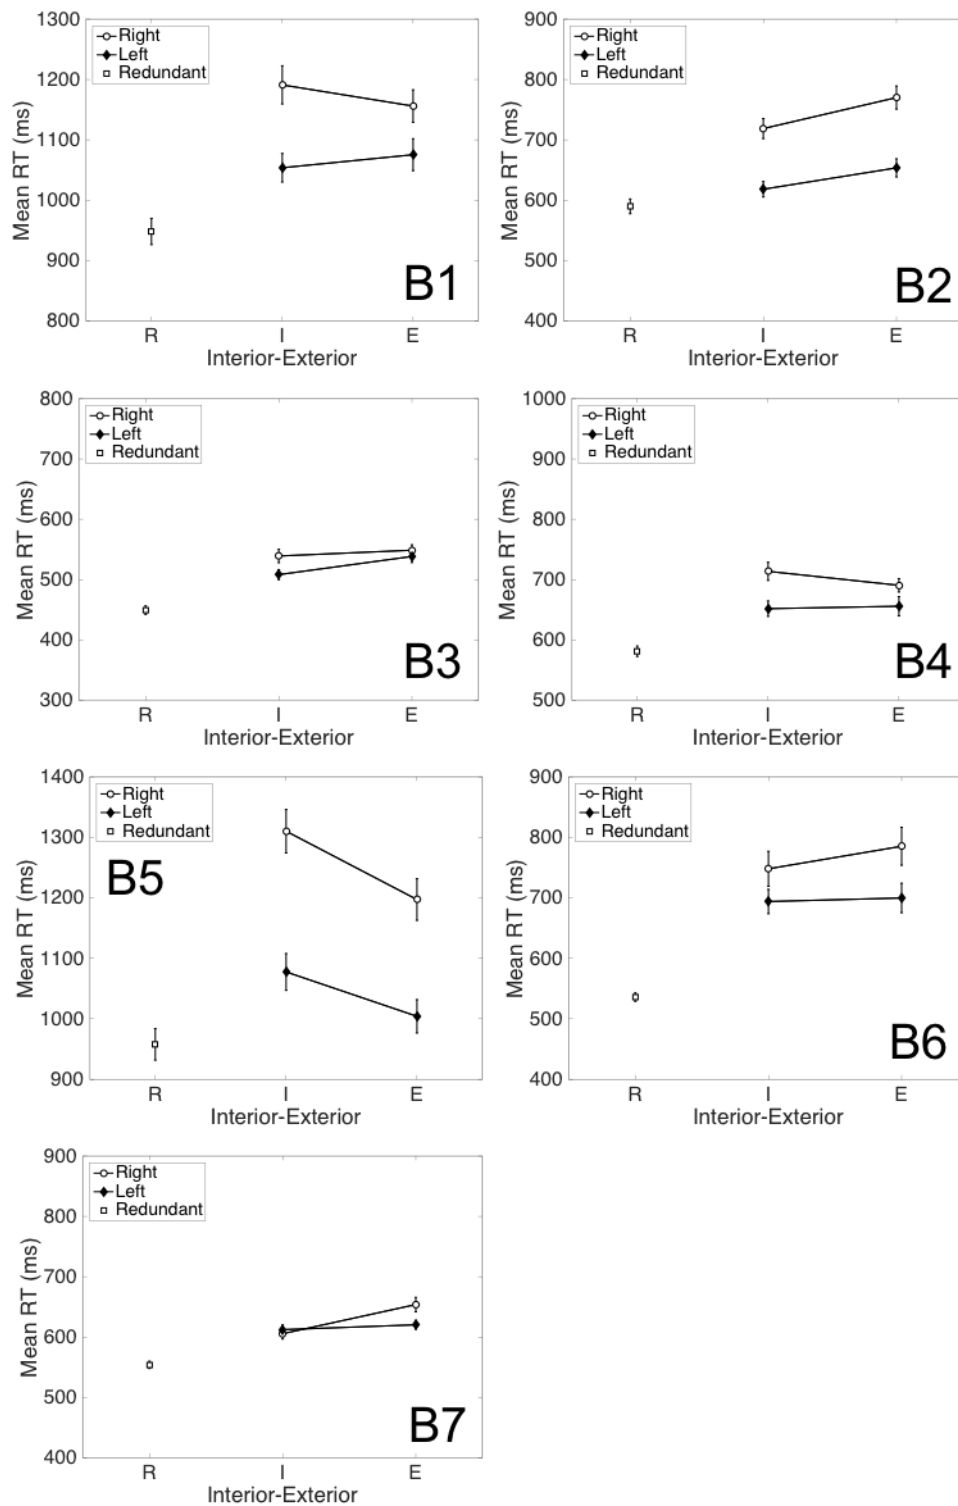 1300
1200
1100
1000
900
800
Mean RT (ms)
Right
Left
Redundant
B1
R I E
Interior-Exterior
900
800
700
600
500
400
Mean RT (ms)
Right
Left
Redundant
B2
R I E
Interior-Exterior
800
700
600
500
400
300
Mean RT (ms)
Right
Left
Redundant
B3
R I E
Interior-Exterior
1000
900
800
700
600
500
Mean RT (ms)
Right
Left
Redundant
B4
R I E
Interior-Exterior
1400
1300
1200
1100
1000
900
Mean RT (ms)
Right
Left
Redundant
B5
R I E
Interior-Exterior
900
800
700
600
500
400
Mean RT (ms)
Right
Left
Redundant
B6
R I E
Interior-Exterior
900
800
700
600
500
400
Mean RT (ms)
Right
Left
Redundant
B7
R I E
Interior-Exterior